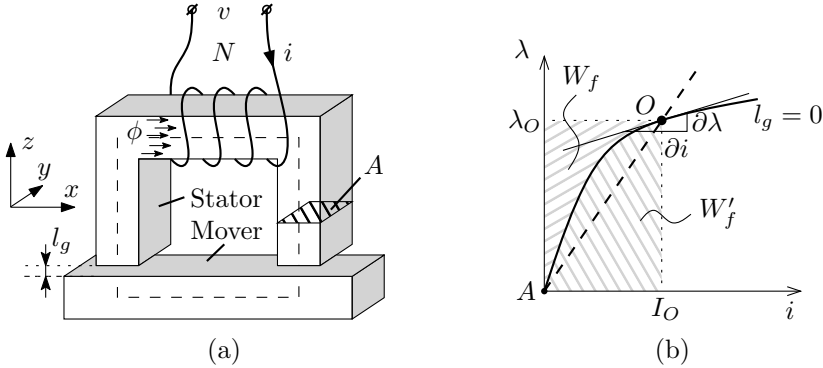 v
N
i
ϕ
z
y
x
A
Stator
Mover
l_g
(a)
λ
W_f
O
λ_O
∂λ
l_g = 0
∂i
W'_f
A
I_O
i
(b)